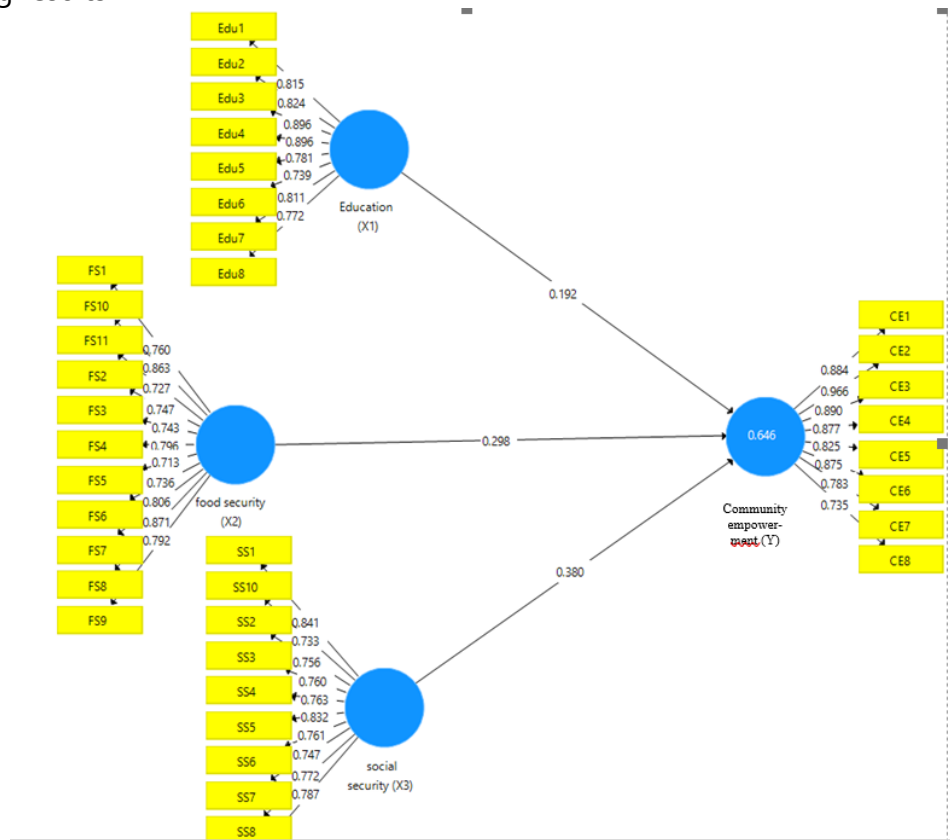 Edu1
Edu2
Edu3
Edu4
Edu5
Edu6
Edu7
Edu8
0.815
0.824
0.896
0.896
0.781
0.739
0.811
0.772
Education
(X1)
0.192
FS1
FS10
FS11
FS2
FS3
FS4
FS5
FS6
FS7
FS8
FS9
0,760
0.863
0.727
0.747
0.743
0.796
0.713
0.736
0.806
0.871
0.792
food security
(X2)
0.298
SS1
SS10
SS2
SS3
SS4
SS5
SS6
SS7
SS8
0.841
0.733
0.756
0.760
0.763
0.832
0.761
0.747
0.772
0.787
social
security (X3)
0.380
0.646
Community
empower-
ment (Y)
0.884
0.966
0.890
0.877
0.825
0.875
0.783
0.735
CE1
CE2
CE3
CE4
CE5
CE6
CE7
CE8